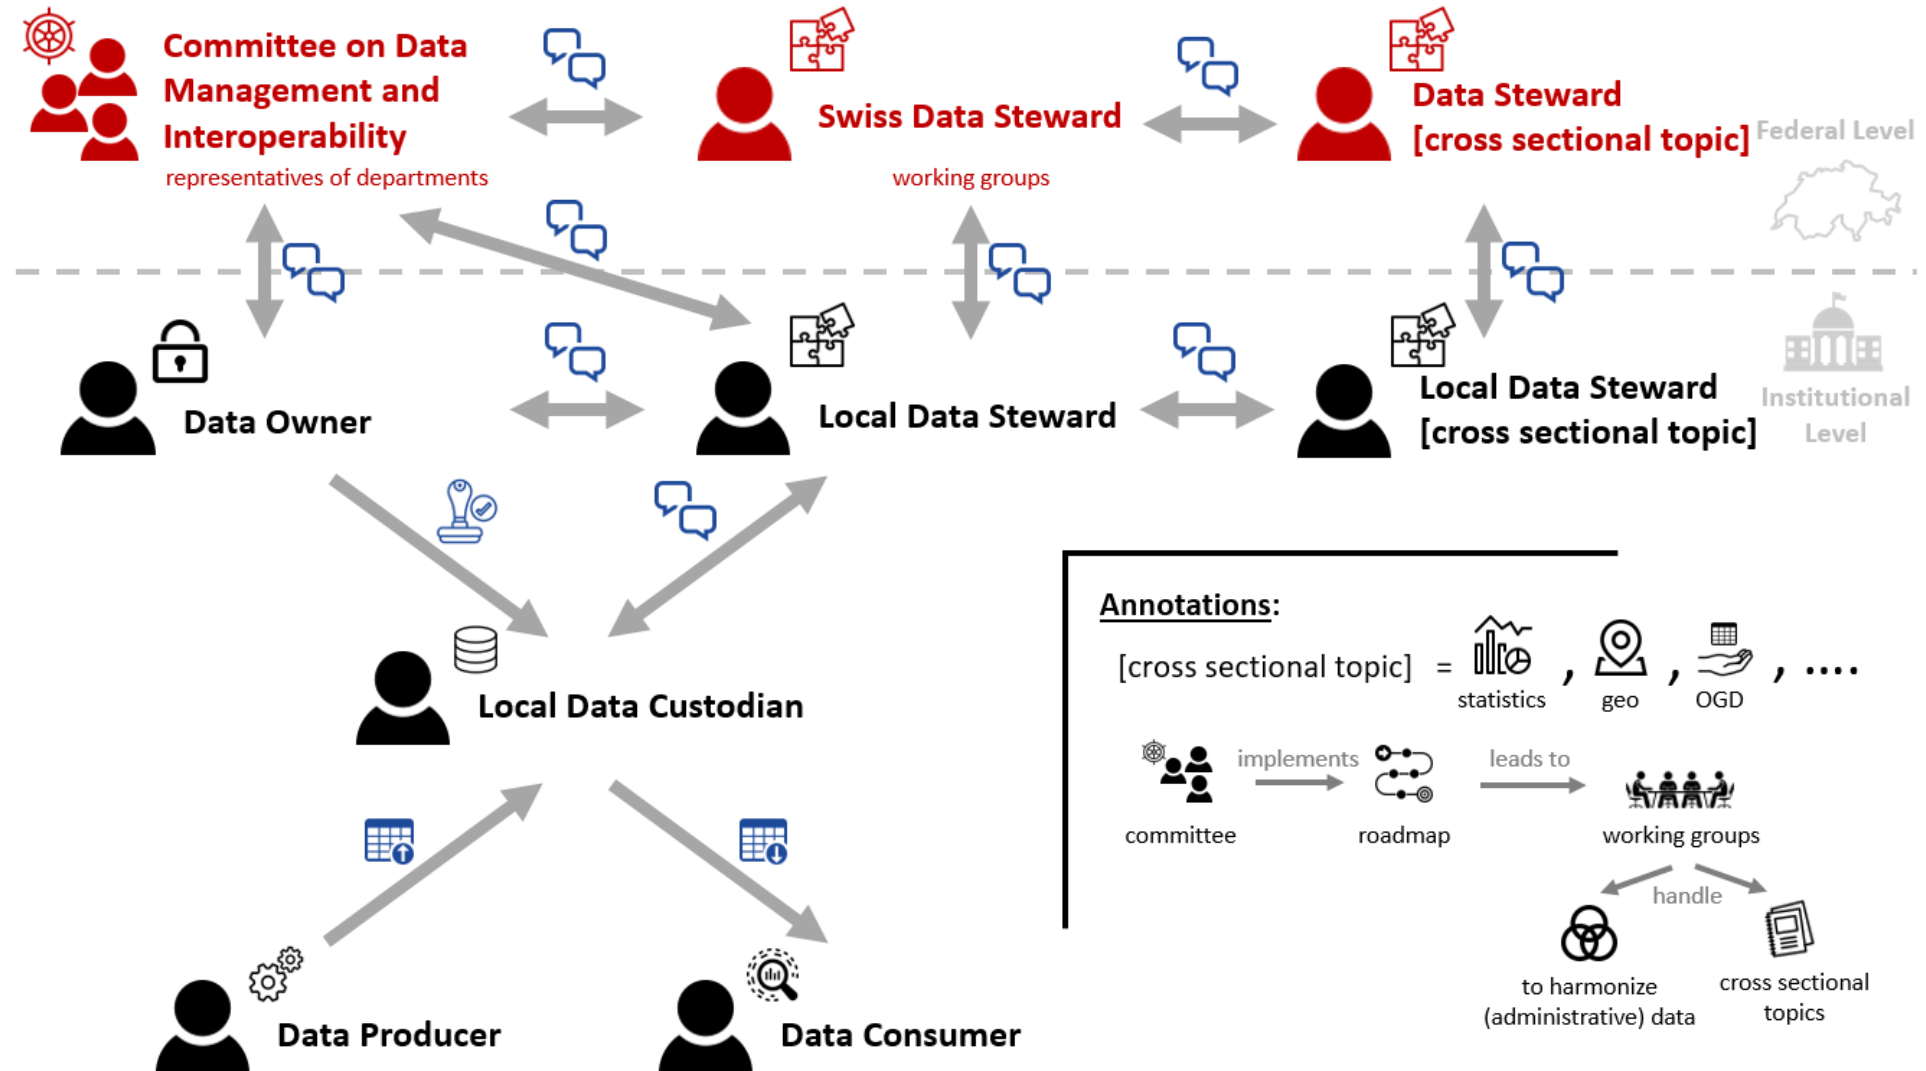 Committee on Data
Management and
Interoperability
representatives of departments
Swiss Data Steward
working groups
Data Steward
[cross sectional topic]
Federal Level
Data Owner
Local Data Steward
Local Data Steward
[cross sectional topic]
Institutional
Level
Local Data Custodian
Data Producer
Data Consumer
Annotations:
[cross sectional topic] = , , , ....
statistics
geo
OGD
implements
leads to
committee
roadmap
working groups
handle
to harmonize
(administrative) data
cross sectional
topics